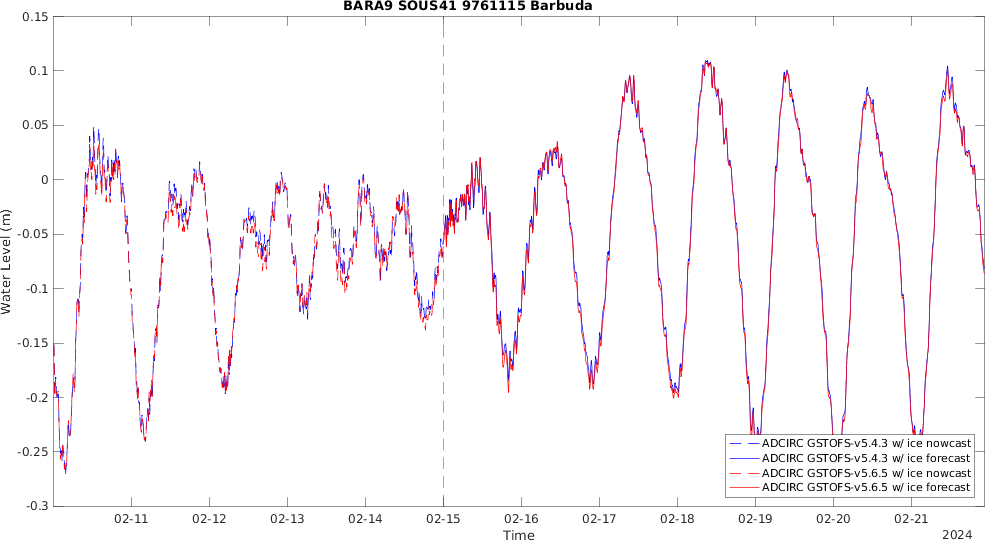 BARA9 SOUS41 9761115 Barbuda
0.15
0.1
0.05
0
-0.05
-0.1
-0.15
-0.2
-0.25
-0.3
Water Level (m)
02-11 02-12 02-13 02-14 02-15 02-16 02-17 02-18 02-19 02-20 02-21
Time
2024
ADCIRC GSTOFS-v5.4.3 w/ ice nowcast
ADCIRC GSTOFS-v5.4.3 w/ ice forecast
ADCIRC GSTOFS-v5.6.5 w/ ice nowcast
ADCIRC GSTOFS-v5.6.5 w/ ice forecast